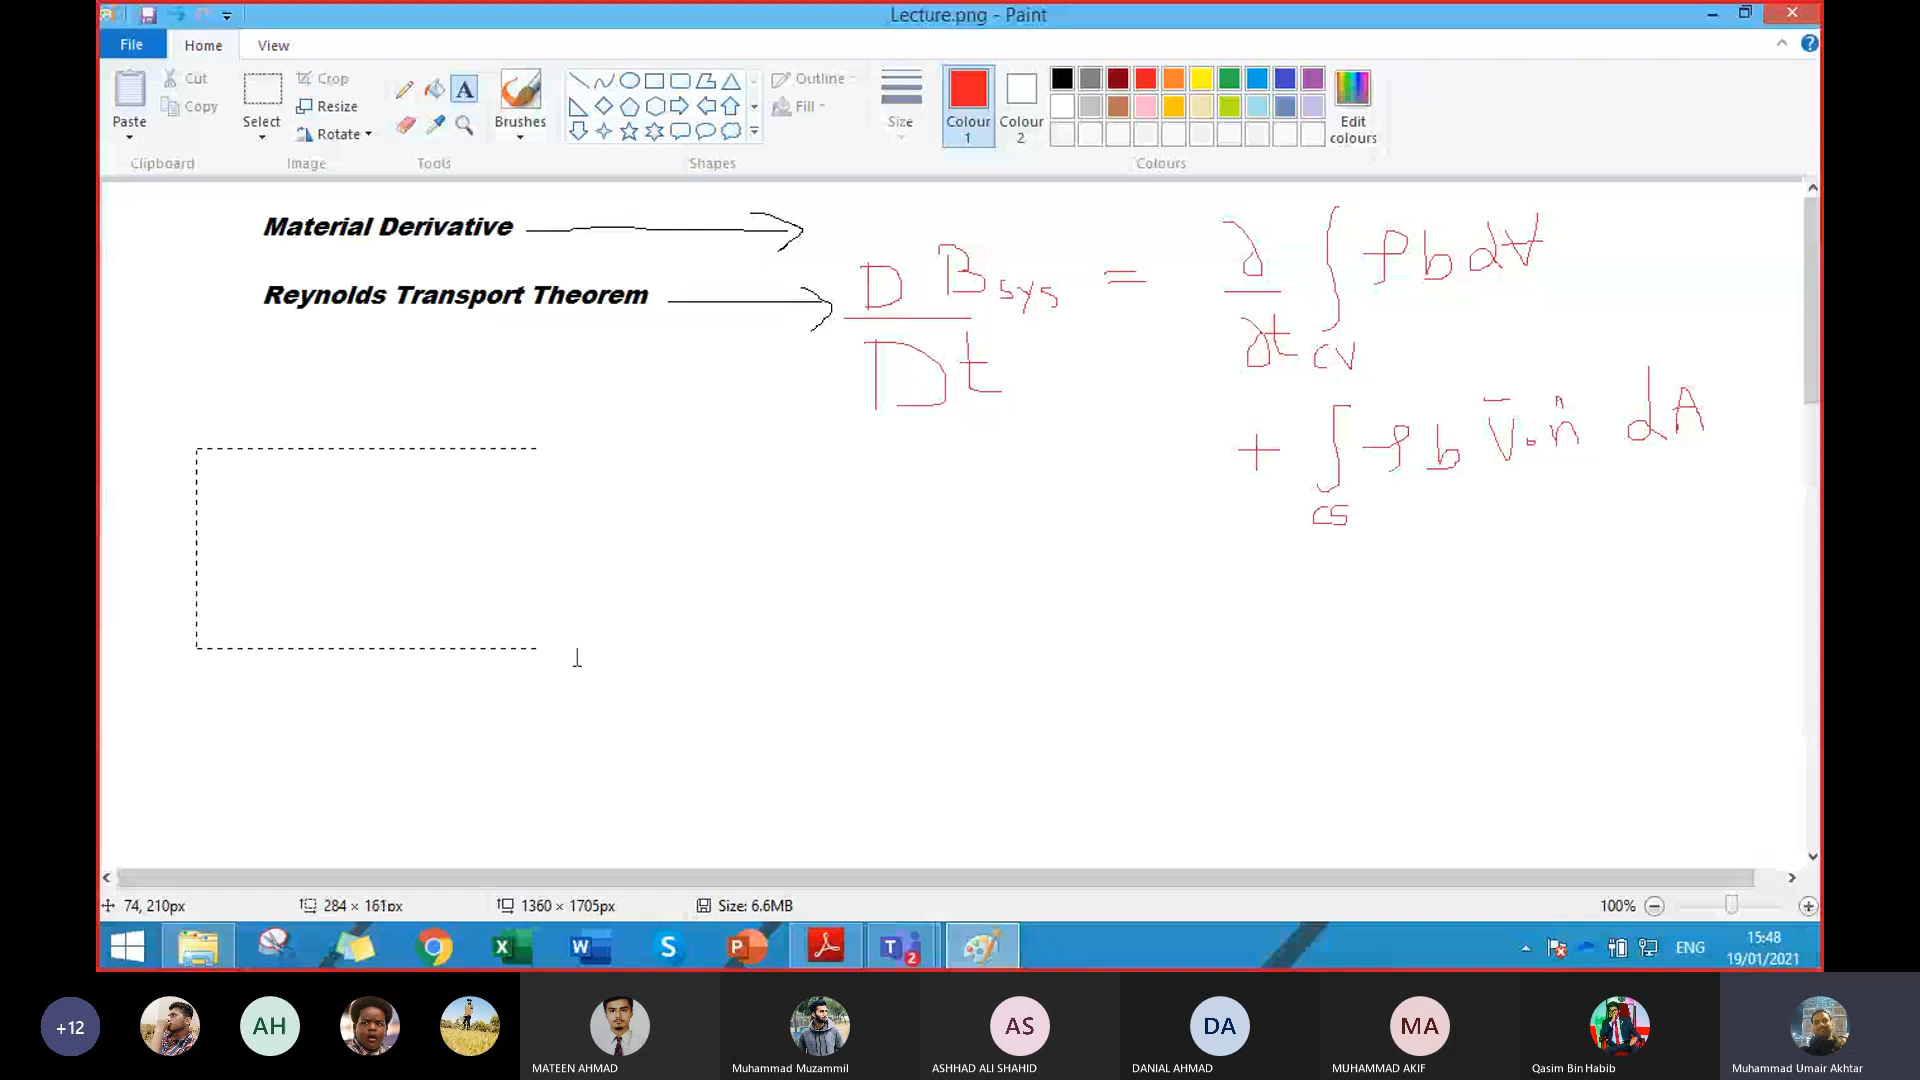 Lecture.png - Paint
File Home View
Paste
Cut
Copy
Clipboard
Select
Crop
Resize
Rotate
Image
Tools
Brushes
Shapes
Outline
Fill
Size
Colour 1
Colour 2
Edit colours
Colours
A
Material Derivative
Reynolds Transport Theorem
D Bsys / Dt = ∂/∂t ∫CV ρ b dV
+ ∫CS ρ b V̄ . n̂ dA
74, 210px
284 × 161px
1360 × 1705px
Size: 6.6MB
100%
2
ENG
15:48
19/01/2021
+12
AH
MATEEN AHMAD
Muhammad Muzammil
AS
ASHHAD ALI SHAHID
DA
DANIAL AHMAD
MA
MUHAMMAD AKIF
Qasim Bin Habib
Muhammad Umair Akhtar